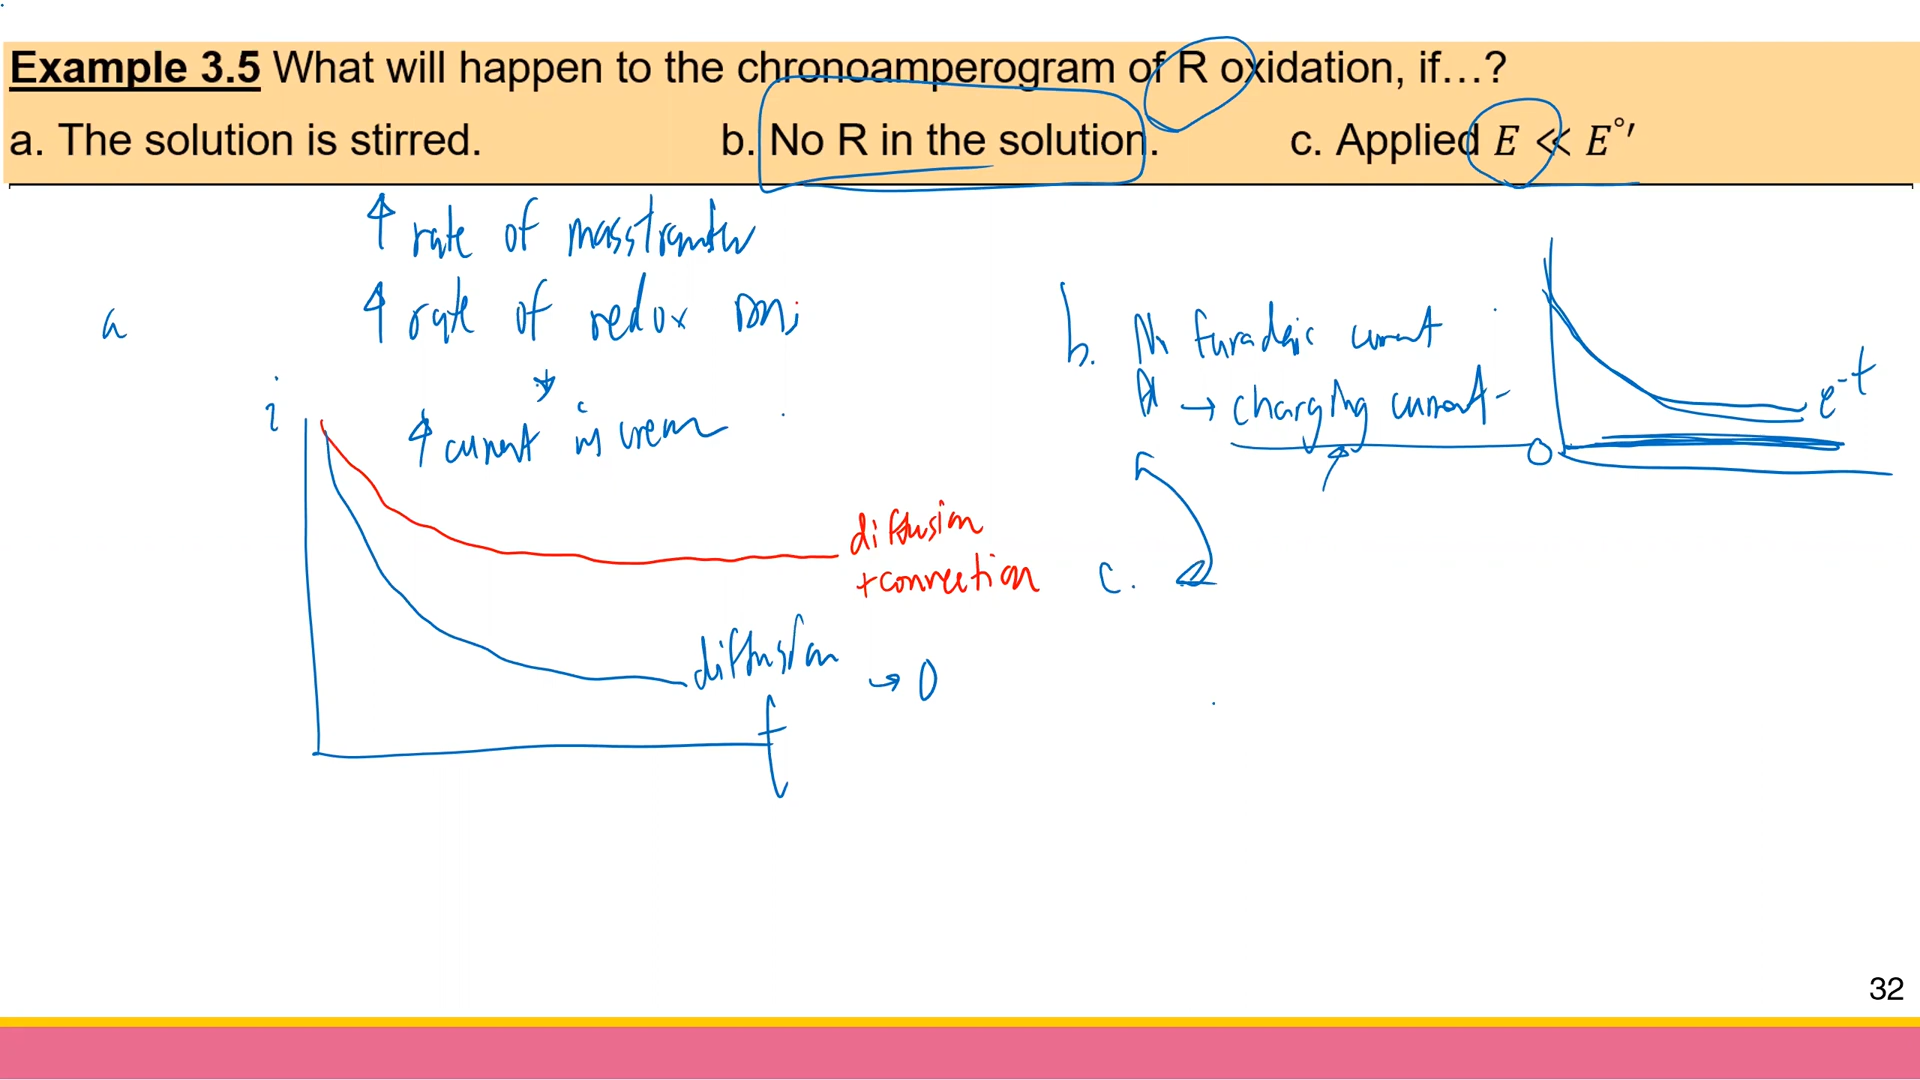 Example 3.5 What will happen to the chronoamperogram of R oxidation, if…?
a. The solution is stirred. b. No R in the solution. c. Applied E ≪ E°′
↑ rate of masstransfer
↑ rate of redox rxn;
a
↑ current increase
i
diffusion
+convection
diffusion → 0
t
b. No faradaic current
→ charging current
e-t
0
c.
32